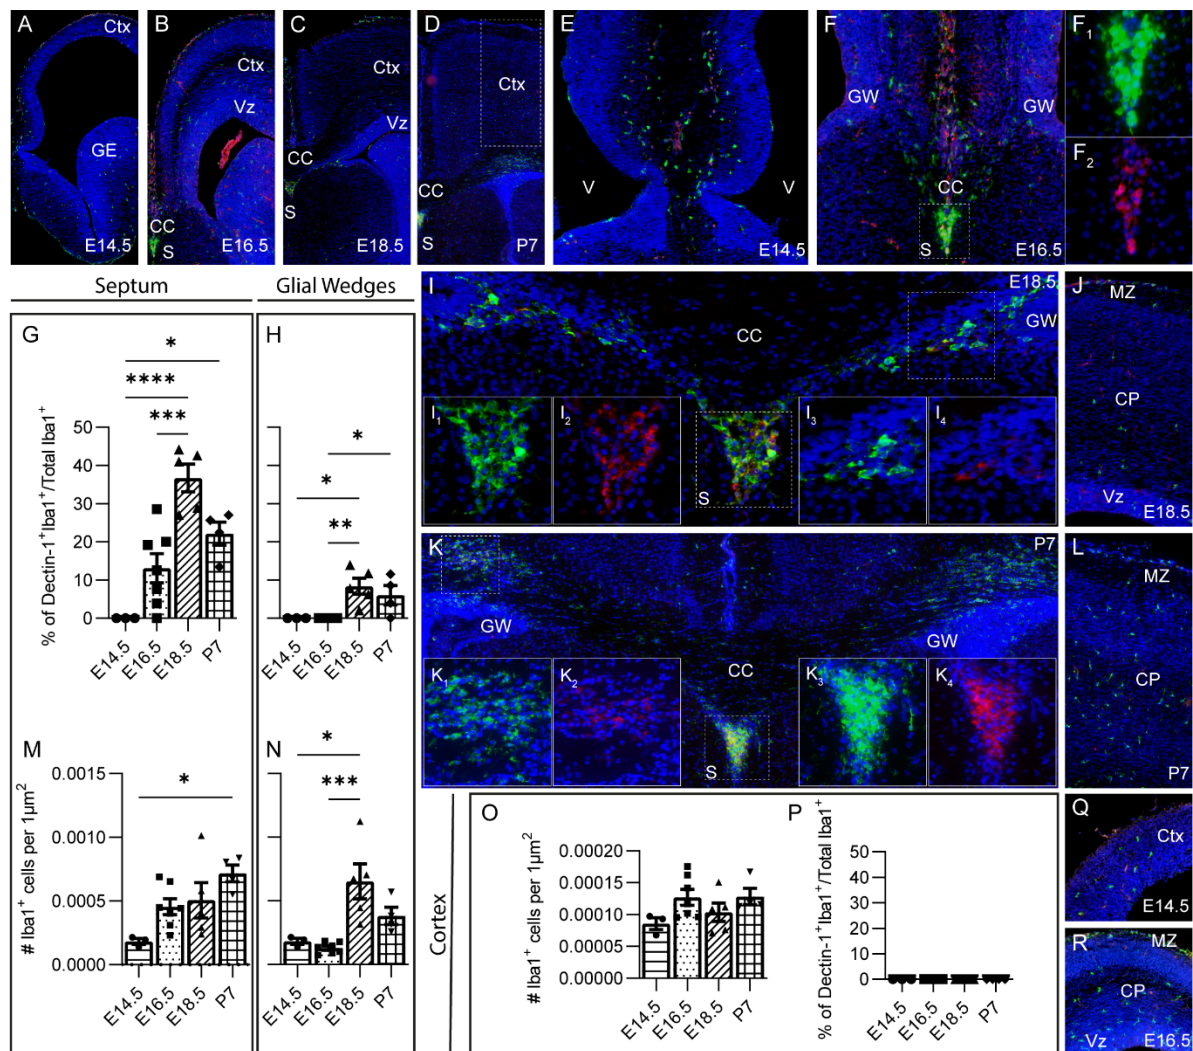 A
Ctx
GE
E14.5
B
Ctx
Vz
CC
S
E16.5
C
Ctx
Vz
CC
S
E18.5
D
Ctx
CC
S
P7
E
V
V
E14.5
F
GW
GW
CC
S
E16.5
F1
F2
Septum
Glial Wedges
G
*
****
***
% of Dectin-1+Iba1+/Total Iba1+
50
40
30
20
10
0
E14.5
E16.5
E18.5
P7
H
*
*
**
E14.5
E16.5
E18.5
P7
I
E18.5
CC
GW
I1
I2
S
I3
I4
J
MZ
CP
Vz
E18.5
K
P7
GW
GW
CC
K1
K2
S
K3
K4
L
MZ
CP
P7
M
*
# Iba1+ cells per 1µm2
0.0015
0.0010
0.0005
0.0000
E14.5
E16.5
E18.5
P7
N
*
***
E14.5
E16.5
E18.5
P7
Cortex
O
# Iba1+ cells per 1µm2
0.00020
0.00015
0.00010
0.00005
0.00000
E14.5
E16.5
E18.5
P7
P
% of Dectin-1+Iba1+/Total Iba1+
50
40
30
20
10
0
E14.5
E16.5
E18.5
P7
Q
Ctx
E14.5
R
MZ
CP
Vz
E16.5